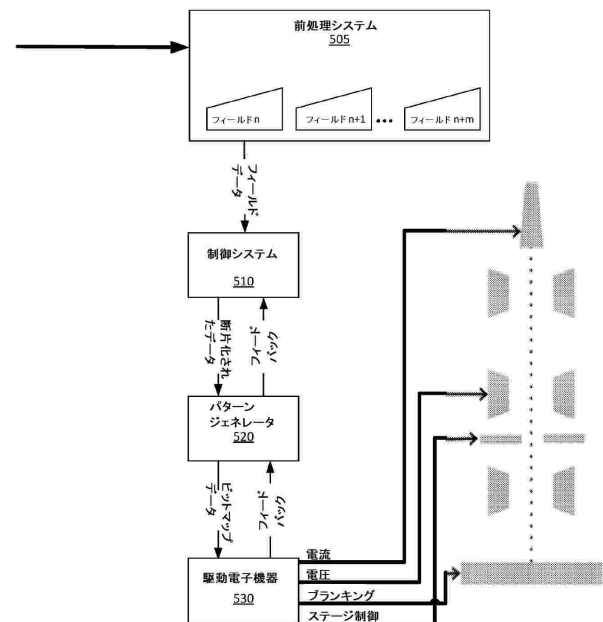 前処理システム
505
フィールド n
フィールド n+1
•••
フィールド n+m
フィールド
データ
制御システム
510
断片化され
たデータ
フィード
バック
パターン
ジェネレータ
520
ビットマップ
データ
フィード
バック
駆動電子機器
530
電流
電圧
ブランキング
ステージ制御